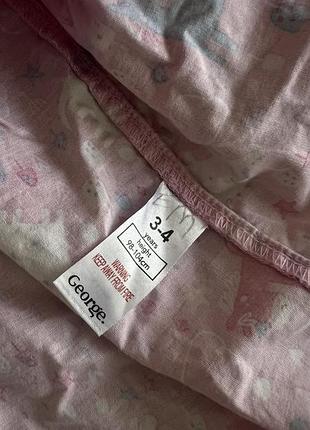 3-4
years
height
98-104cm
WARNING
KEEP AWAY FROM FIRE
George.